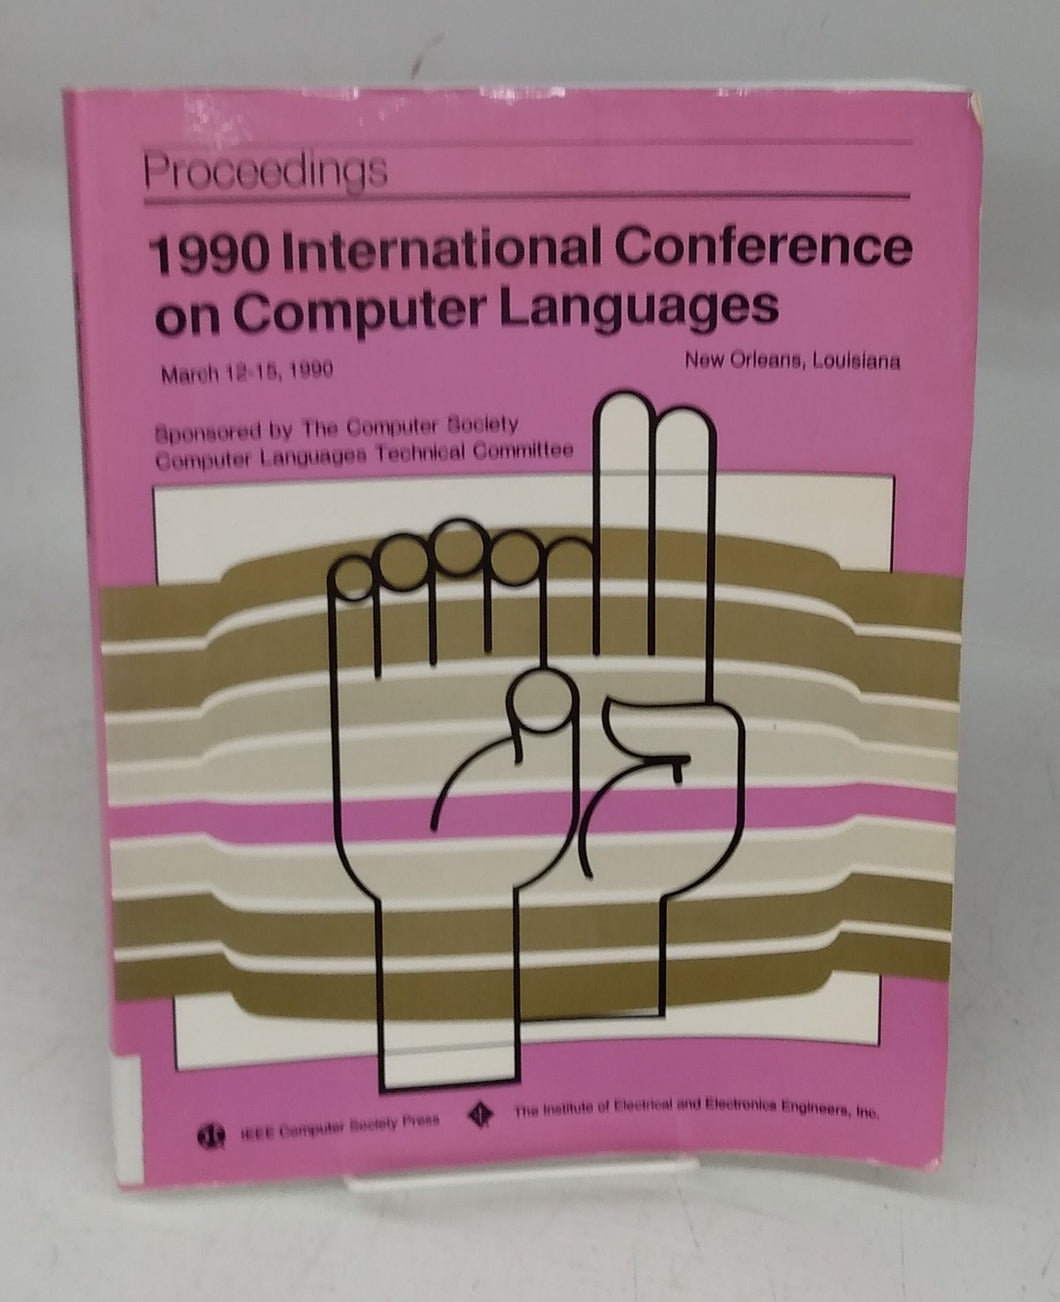 Proceedings
1990 International Conference
on Computer Languages
March 12-15, 1990
New Orleans, Louisiana
Sponsored by The Computer Society
Computer Languages Technical Committee
IEEE Computer Society Press
The Institute of Electrical and Electronics Engineers, Inc.